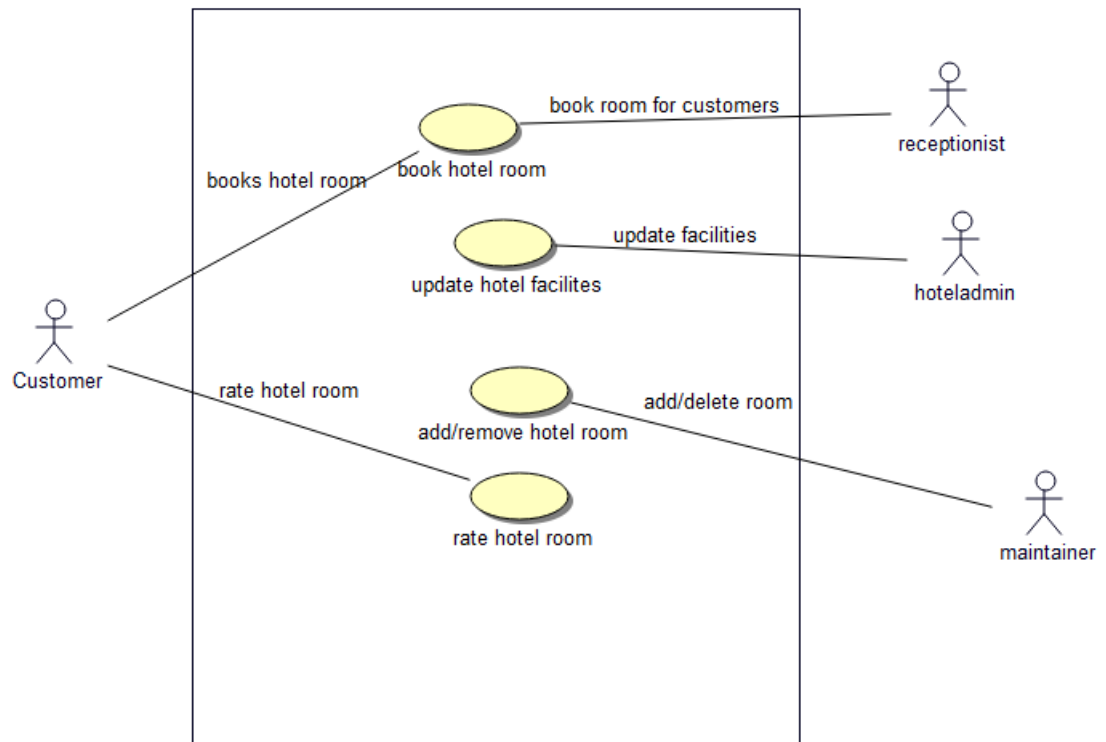 book room for customers
receptionist
books hotel room
book hotel room
update facilities
update hotel facilites
hoteladmin
Customer
rate hotel room
add/delete room
add/remove hotel room
rate hotel room
maintainer